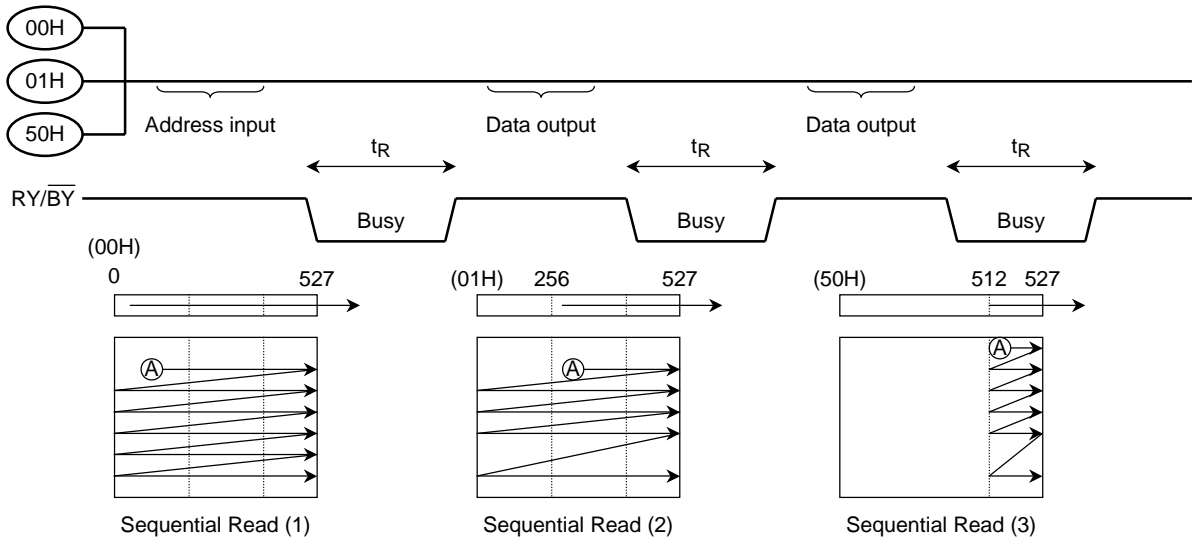 00H
01H
50H
Address input
Data output
Data output
tR
tR
tR
RY/B̅Y̅
Busy
Busy
Busy
(00H)
0
527
(01H)
256
527
(50H)
512
527
A
A
A
Sequential Read (1)
Sequential Read (2)
Sequential Read (3)